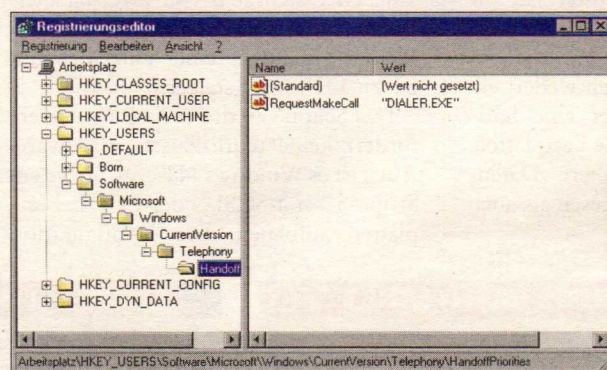 Registrierungseditor
Registrierung Bearbeiten Ansicht ?
Arbeitsplatz
HKEY_CLASSES_ROOT
HKEY_CURRENT_USER
HKEY_LOCAL_MACHINE
HKEY_USERS
.DEFAULT
Born
Software
Microsoft
Windows
CurrentVersion
Telephony
Handoff
HKEY_CURRENT_CONFIG
HKEY_DYN_DATA
Name Wert
(Standard) (Wert nicht gesetzt)
RequestMakeCall "DIALER.EXE"
Arbeitsplatz\HKEY_USERS\Software\Microsoft\Windows\CurrentVersion\Telephony\HandoffPriorities